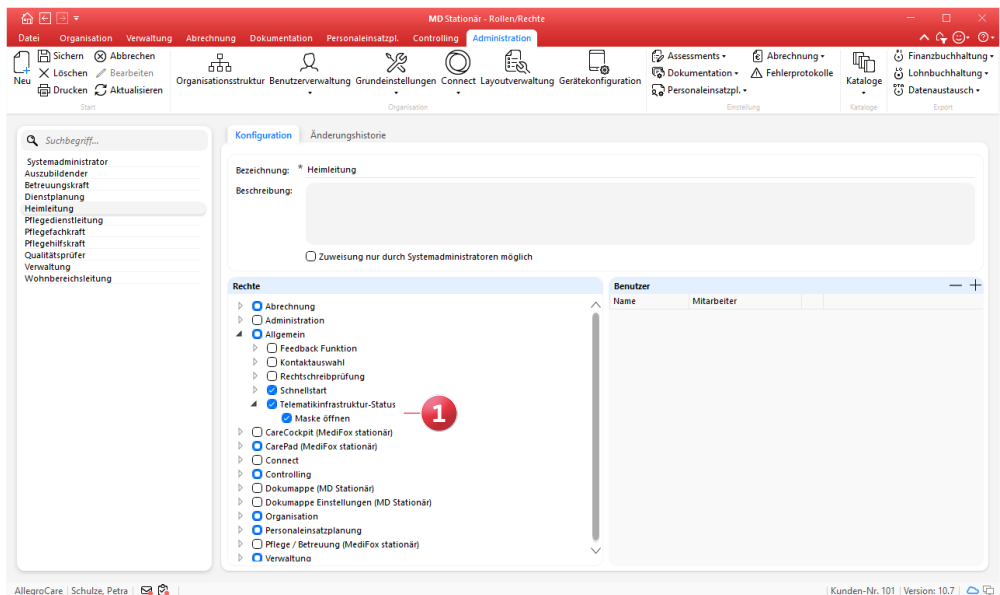 MD Stationär - Rollen/Rechte
Datei Organisation Verwaltung Abrechnung Dokumentation Personaleinsatzpl. Controlling Administration
Neu
Sichern Abbrechen
Löschen Bearbeiten
Drucken Aktualisieren
Start
Organisationsstruktur Benutzerverwaltung Grundeinstellungen Connect Layoutverwaltung Gerätekonfiguration
Organisation
Assessments Abrechnung
Dokumentation Fehlerprotokolle
Personaleinsatzpl.
Einstellung
Kataloge
Kataloge
Finanzbuchhaltung
Lohnbuchhaltung
Datenaustausch
Export
Suchbegriff...
Systemadministrator
Auszubildender
Betreuungskraft
Dienstplanung
Heimleitung
Pflegedienstleitung
Pflegefachkraft
Pflegehilfskraft
Qualitätsprüfer
Verwaltung
Wohnbereichsleitung
Konfiguration Änderungshistorie
Bezeichnung: * Heimleitung
Beschreibung:
Zuweisung nur durch Systemadministratoren möglich
Rechte
Abrechnung
Administration
Allgemein
Feedback Funktion
Kontaktauswahl
Rechtschreibprüfung
Schnellstart
Telematikinfrastruktur-Status
Maske öffnen
1
CareCockpit (MediFox stationär)
CarePad (MediFox stationär)
Connect
Controlling
Dokumappe (MD Stationär)
Dokumappe Einstellungen (MD Stationär)
Organisation
Personaleinsatzplanung
Pflege / Betreuung (MediFox stationär)
Verwaltung
Benutzer
Name Mitarbeiter
AllegroCare | Schulze, Petra | Kunden-Nr. 101 | Version: 10.7 |